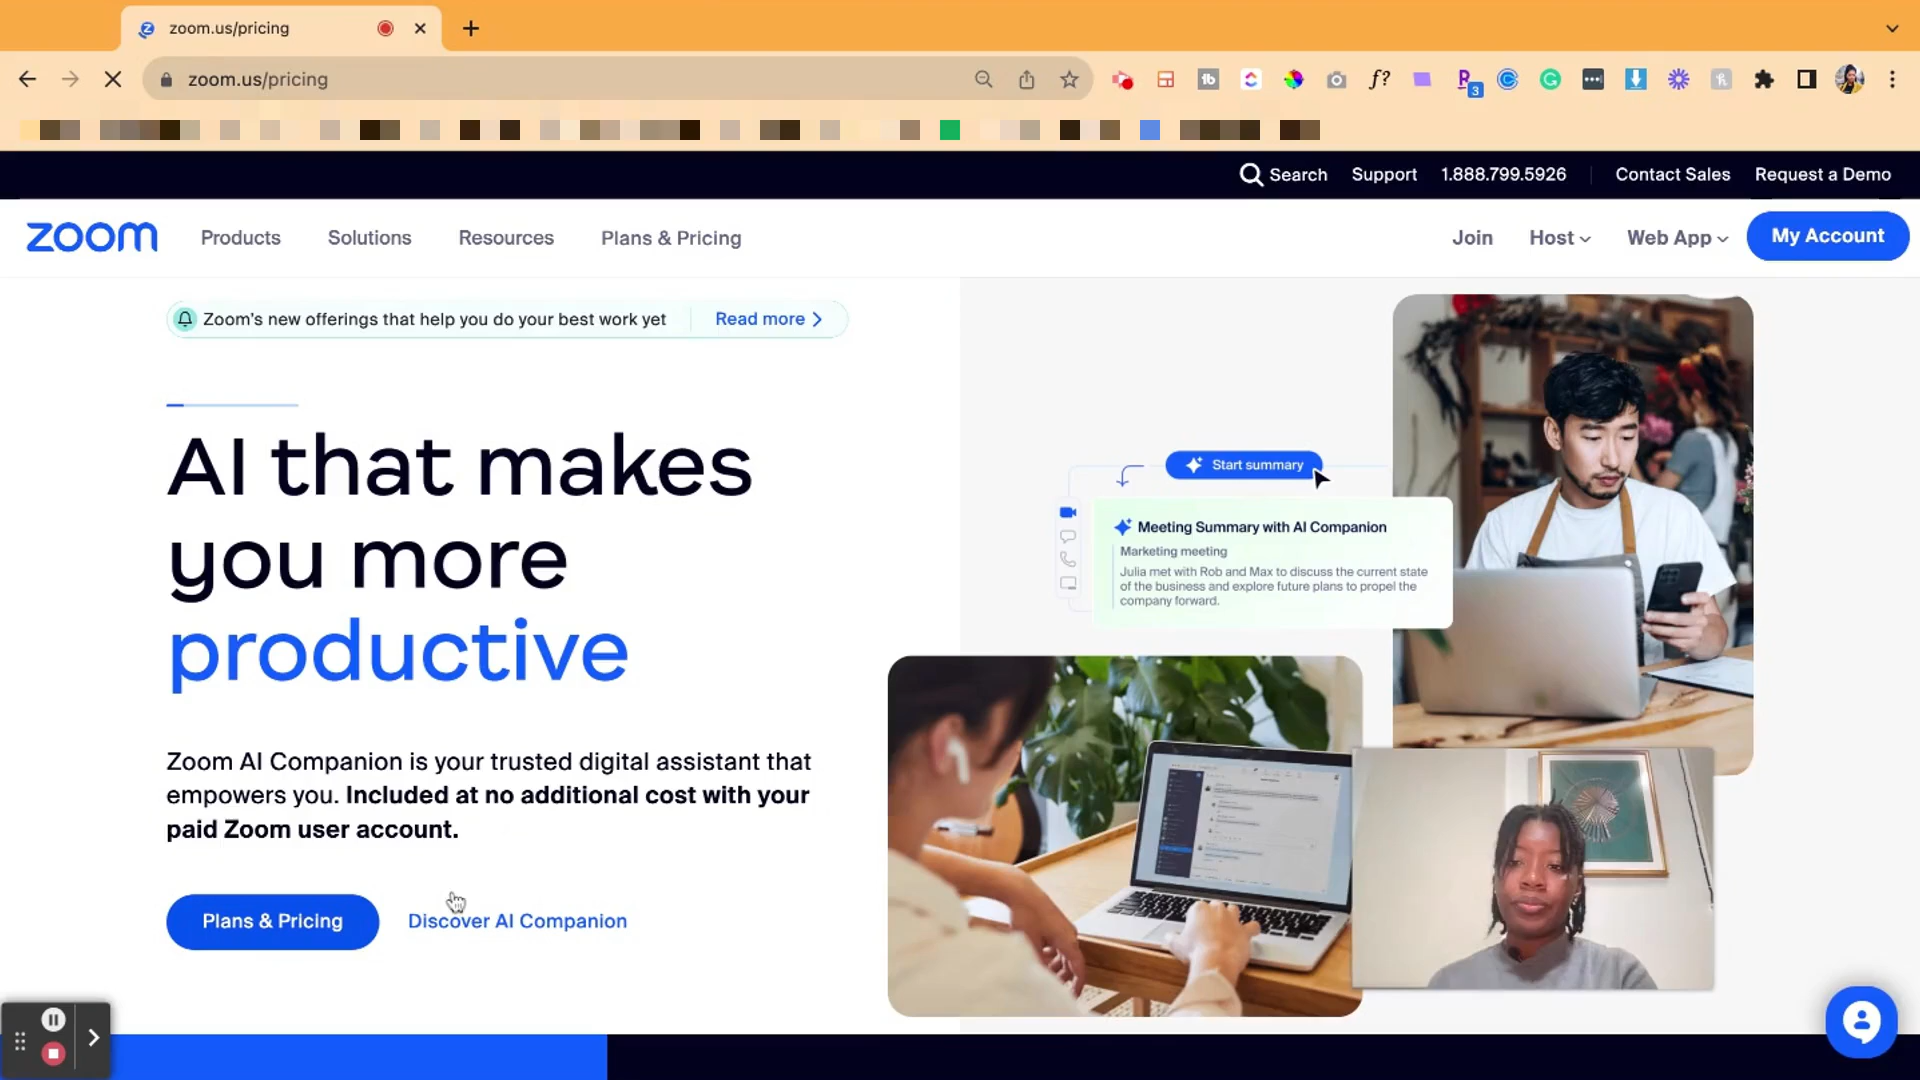 zoom.us/pricing
zoom.us/pricing
f?
3
Search
Support
1.888.799.5926
Contact Sales
Request a Demo
zoom
Products
Solutions
Resources
Plans & Pricing
Join
Host
Web App
My Account
Zoom's new offerings that help you do your best work yet
Read more
AI that makes
you more
productive
Zoom AI Companion is your trusted digital assistant that
empowers you. Included at no additional cost with your
paid Zoom user account.
Plans & Pricing
Discover AI Companion
Start summary
Meeting Summary with AI Companion
Marketing meeting
Julia met with Rob and Max to discuss the current state
of the business and explore future plans to propel the
company forward.